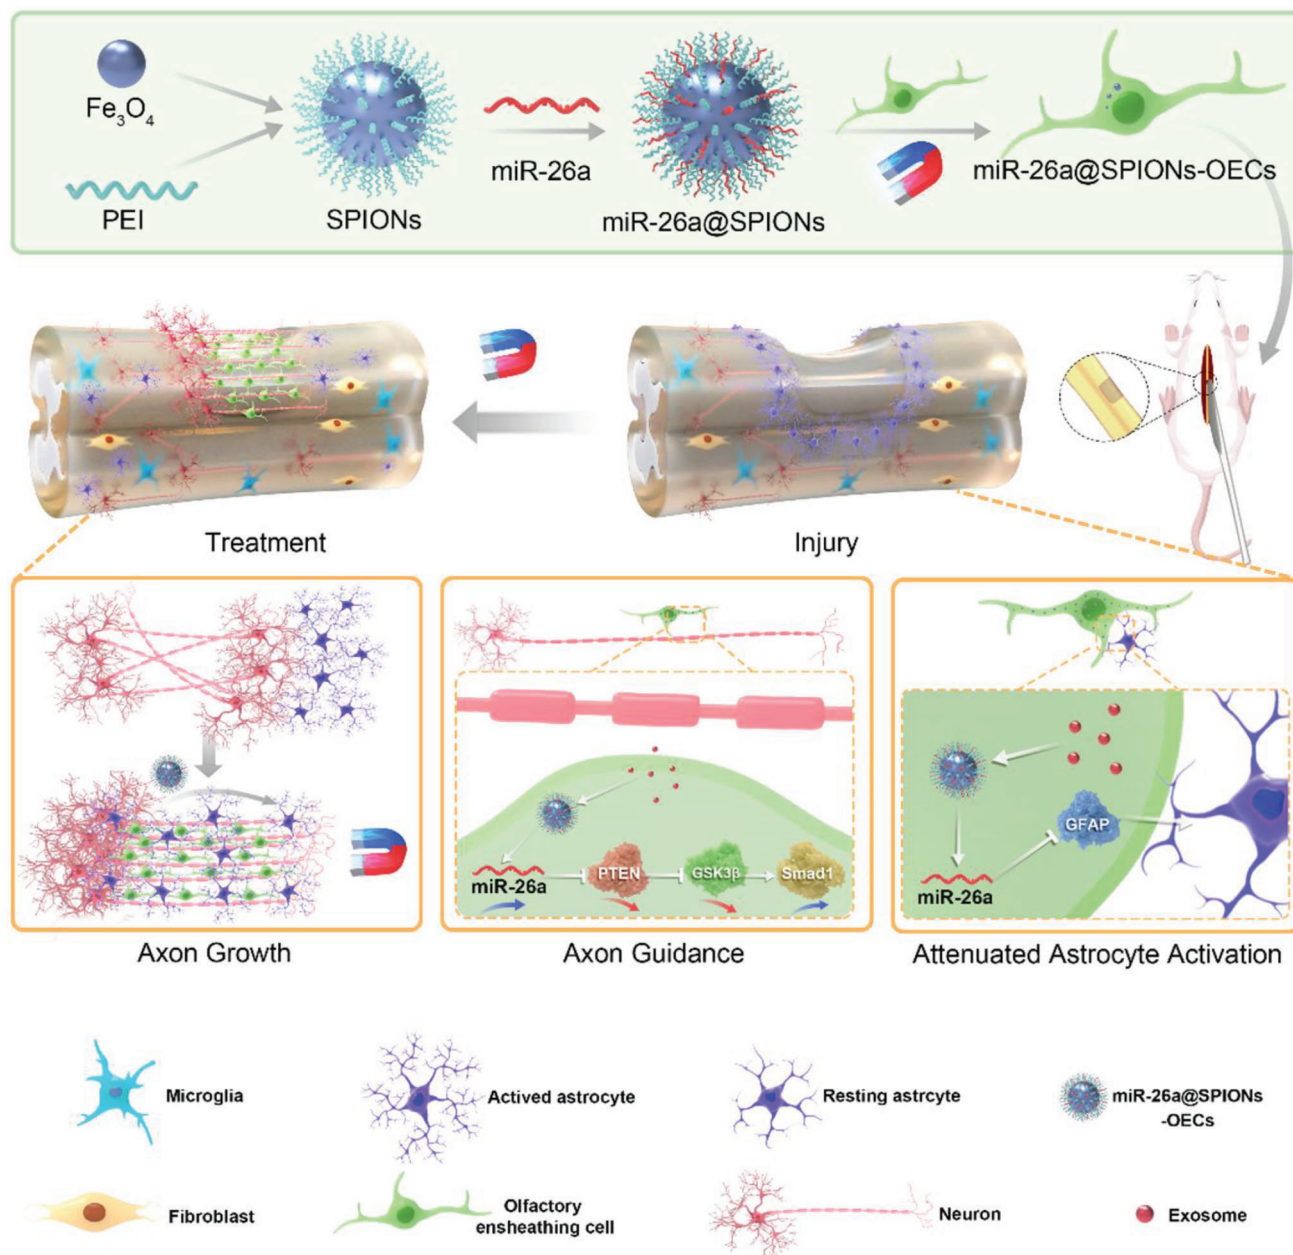 Fe₃O₄
PEI
SPIONs
miR-26a
miR-26a@SPIONs
miR-26a@SPIONs-OECs
Treatment
Injury
miR-26a
PTEN
GSK3β
Smad1
GFAP
miR-26a
Axon Growth
Axon Guidance
Attenuated Astrocyte Activation
Microglia
Actived astrocyte
Resting astrcyte
miR-26a@SPIONs
-OECs
Fibroblast
Olfactory
ensheathing cell
Neuron
Exosome